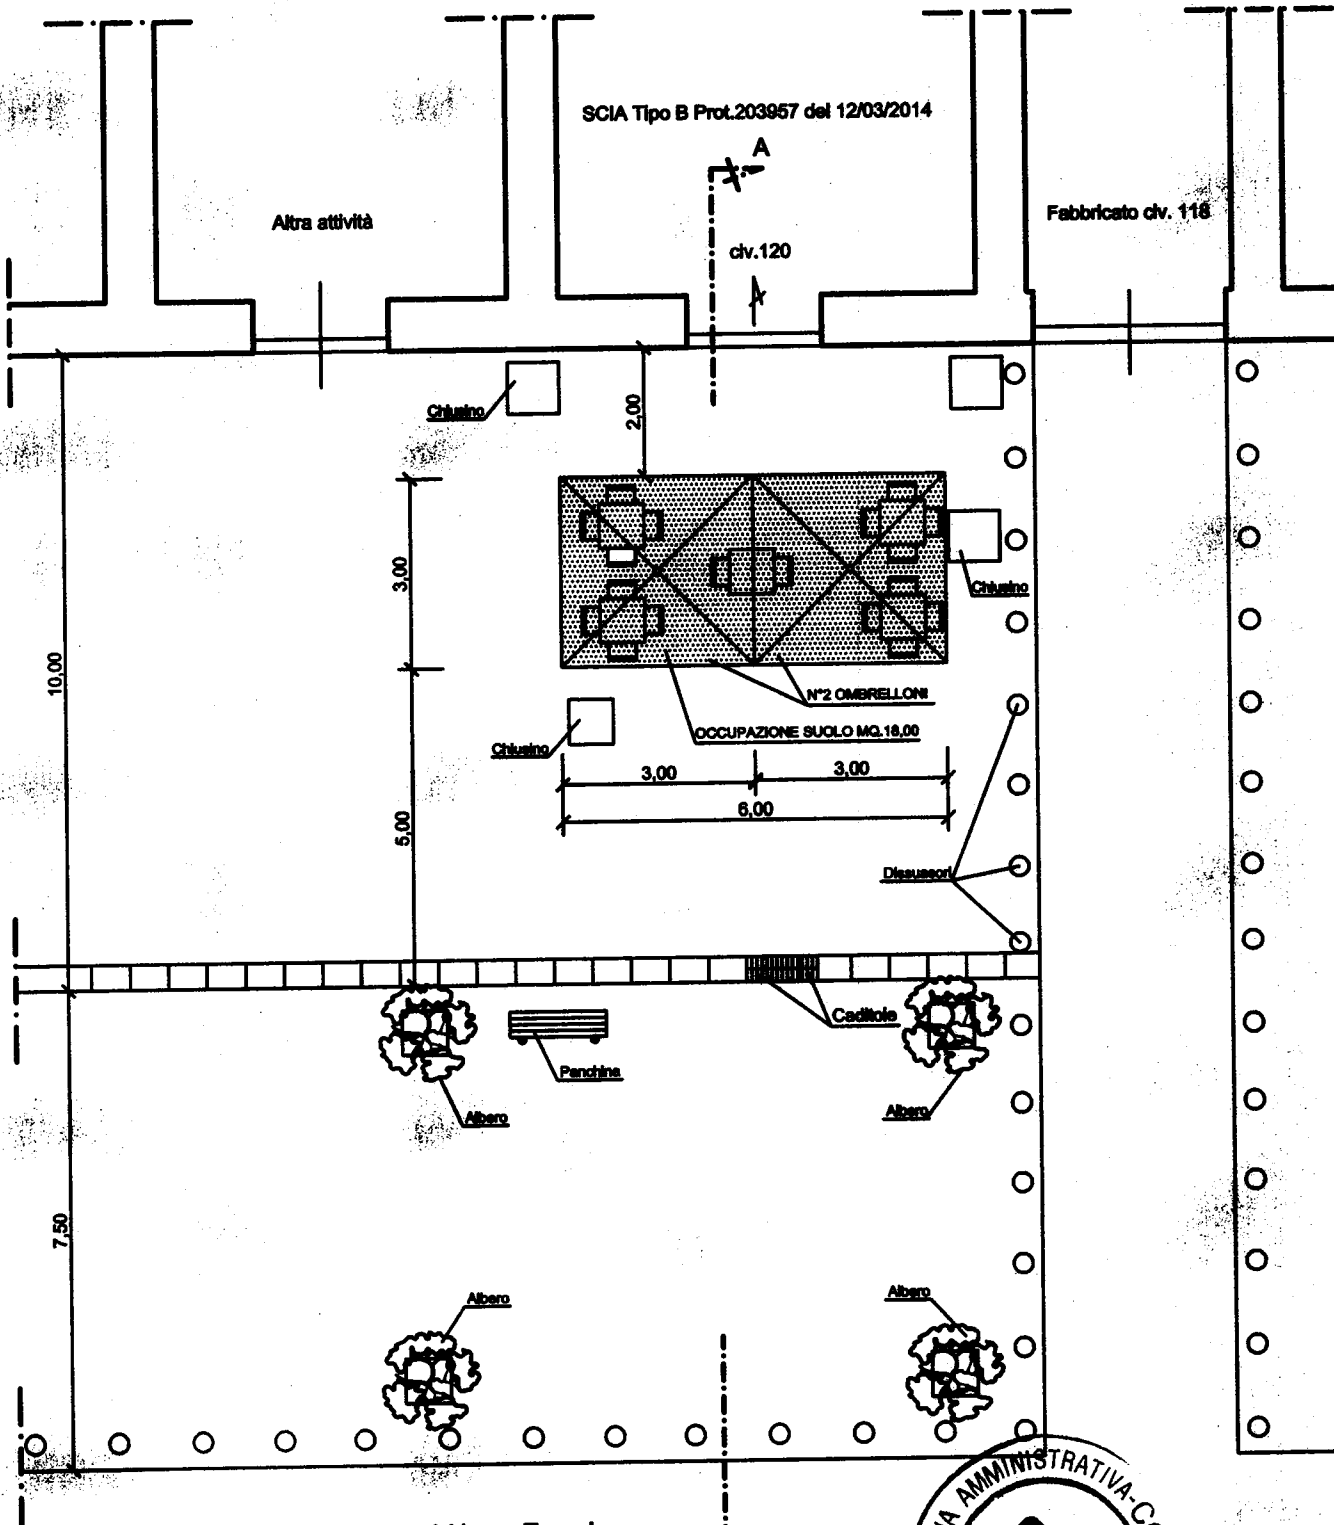 SCIA Tipo B Prot.203957 del 12/03/2014
A
Altra attività
Fabbricato civ. 118
civ.120
Chiusino
2,00
3,00
Chiusino
10,00
N°2 OMBRELLONI
OCCUPAZIONE SUOLO MQ.18,00
Chiusino
3,00
3,00
6,00
5,00
Dissuasori
Caditoie
Panchina
Albero
Albero
7,50
Albero
Albero
AMMINISTRATIVA-